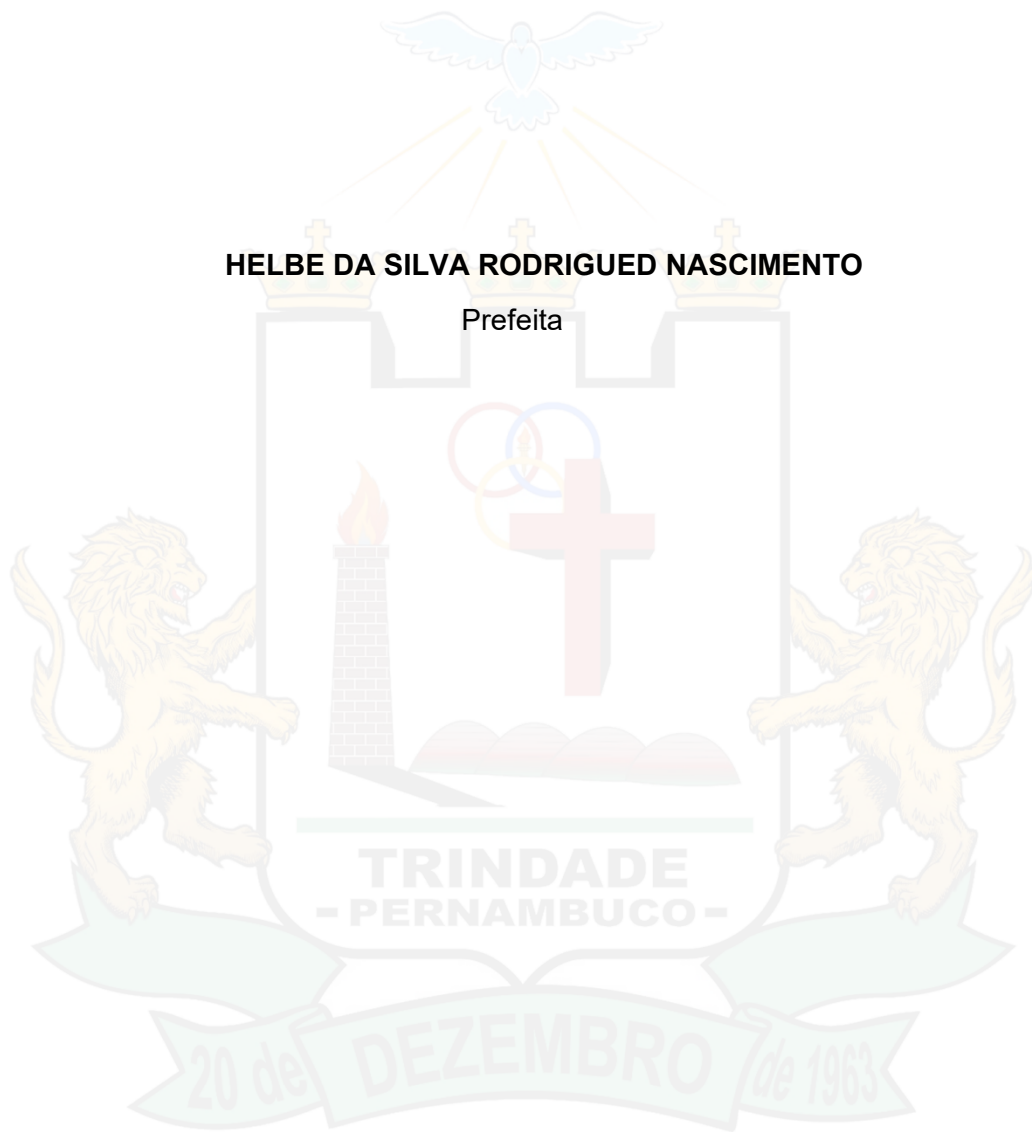 HELBE DA SILVA RODRIGUED NASCIMENTO
Prefeita
TRINDADE
- PERNAMBUCO -
20 de DEZEMBRO de 1963